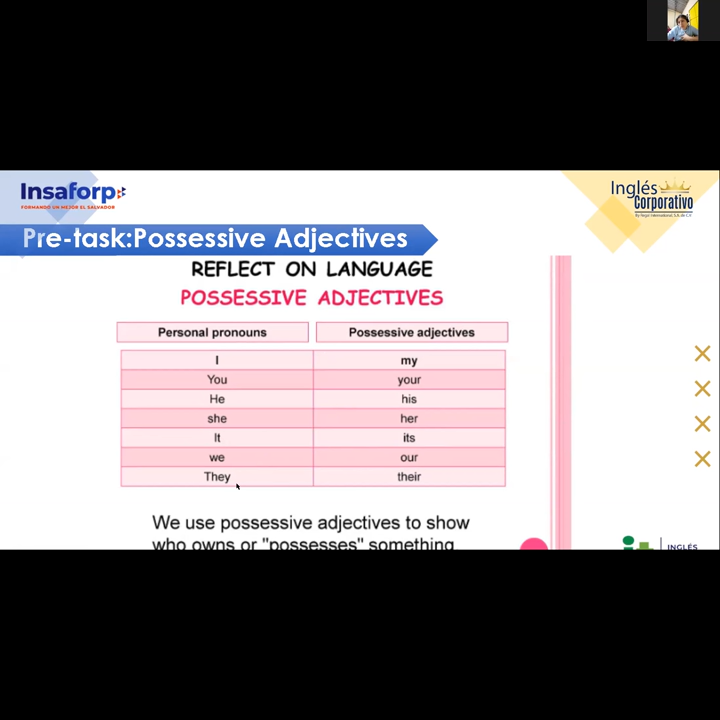 Insaforp
FORMANDO UN MEJOR EL SALVADOR
Inglés
Corporativo
Pre-task:Possessive Adjectives
REFLECT ON LANGUAGE
POSSESSIVE ADJECTIVES
Personal pronouns Possessive adjectives
I my
You your
He his
she her
It its
we our
They their
We use possessive adjectives to show
who owns or "possesses" something
INGLÉS